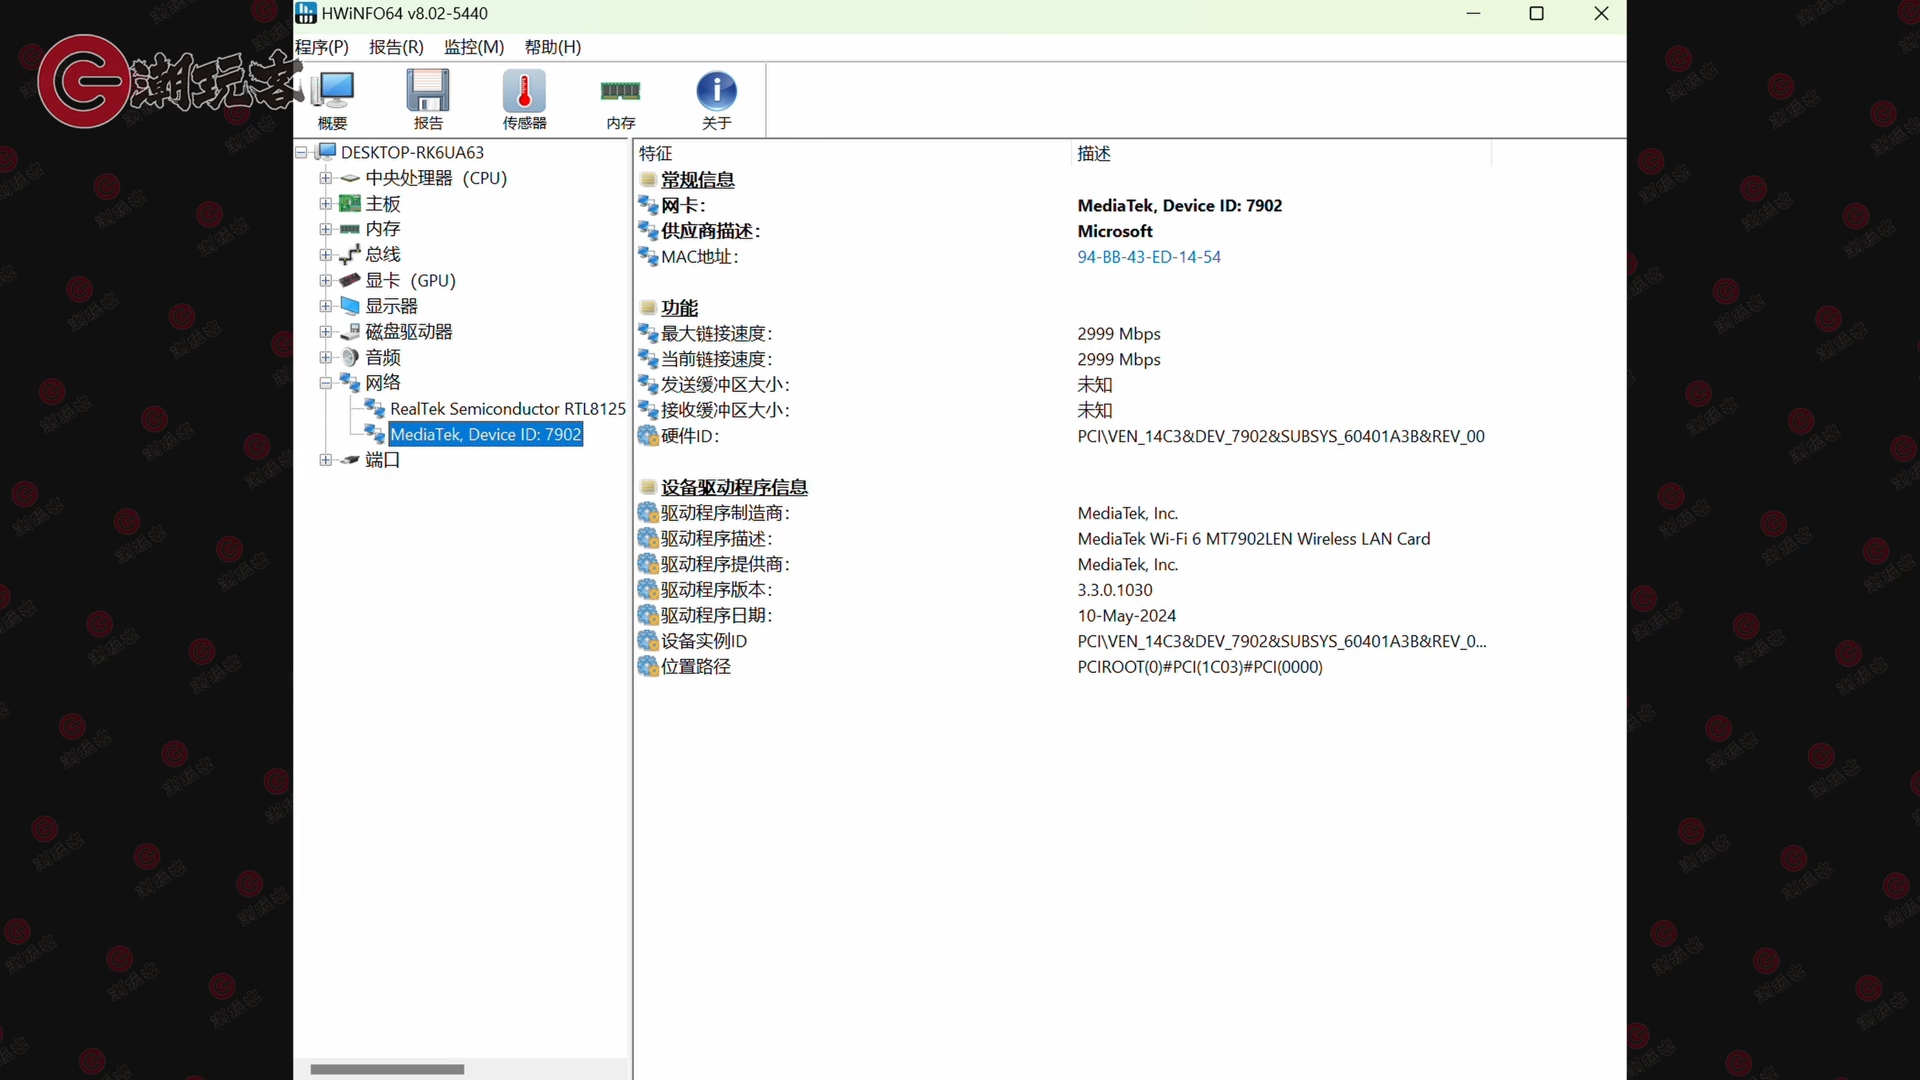 HWiNFO64 v8.02-5440
程序(P) 报告(R) 监控(M) 帮助(H)
潮玩客
概要 报告 传感器 内存 关于
DESKTOP-RK6UA63
中央处理器（CPU）
主板
内存
总线
显卡（GPU）
显示器
磁盘驱动器
音频
网络
RealTek Semiconductor RTL8125
MediaTek, Device ID: 7902
端口
特征 描述
常规信息
网卡: MediaTek, Device ID: 7902
供应商描述: Microsoft
MAC地址: 94-BB-43-ED-14-54
功能
最大链接速度: 2999 Mbps
当前链接速度: 2999 Mbps
发送缓冲区大小: 未知
接收缓冲区大小: 未知
硬件ID: PCI\VEN_14C3&DEV_7902&SUBSYS_60401A3B&REV_00
设备驱动程序信息
驱动程序制造商: MediaTek, Inc.
驱动程序描述: MediaTek Wi-Fi 6 MT7902LEN Wireless LAN Card
驱动程序提供商: MediaTek, Inc.
驱动程序版本: 3.3.0.1030
驱动程序日期: 10-May-2024
设备实例ID PCI\VEN_14C3&DEV_7902&SUBSYS_60401A3B&REV_0...
位置路径 PCIROOT(0)#PCI(1C03)#PCI(0000)